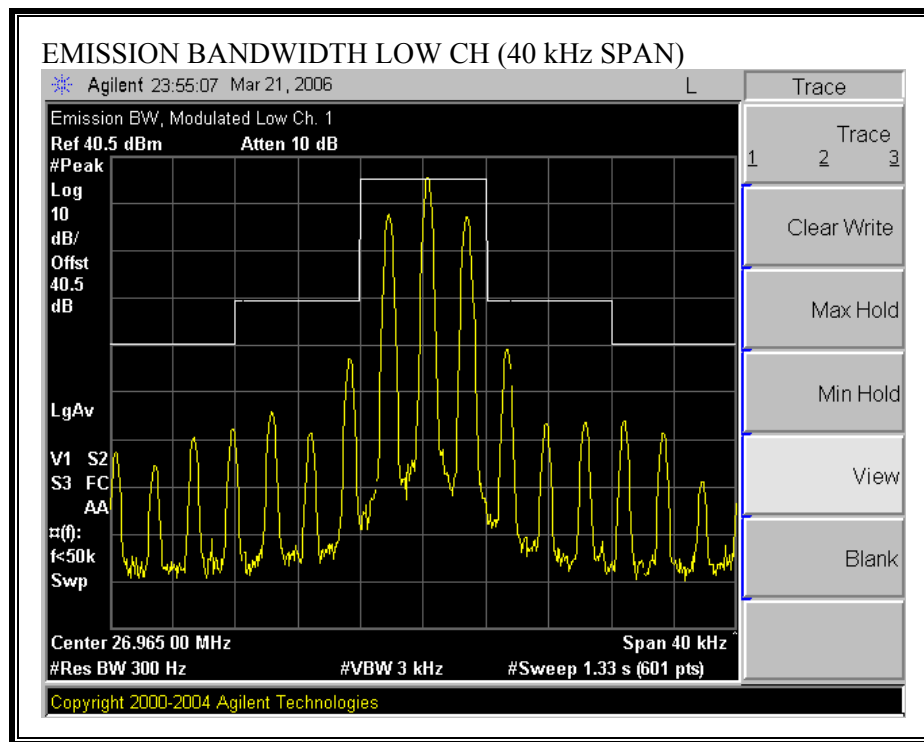 EMISSION BANDWIDTH LOW CH (40 kHz SPAN)
Agilent 23:55:07 Mar 21, 2006 L
Trace
Emission BW, Modulated Low Ch. 1
Ref 40.5 dBm Atten 10 dB
#Peak
Log
10
dB/
Offst
40.5
dB
LgAv
V1 S2
S3 FC
AA
¤(f):
f<50k
Swp
Center 26.965 00 MHz Span 40 kHz^
#Res BW 300 Hz #VBW 3 kHz #Sweep 1.33 s (601 pts)
Trace
1 2 3
Clear Write
Max Hold
Min Hold
View
Blank
Copyright 2000-2004 Agilent Technologies